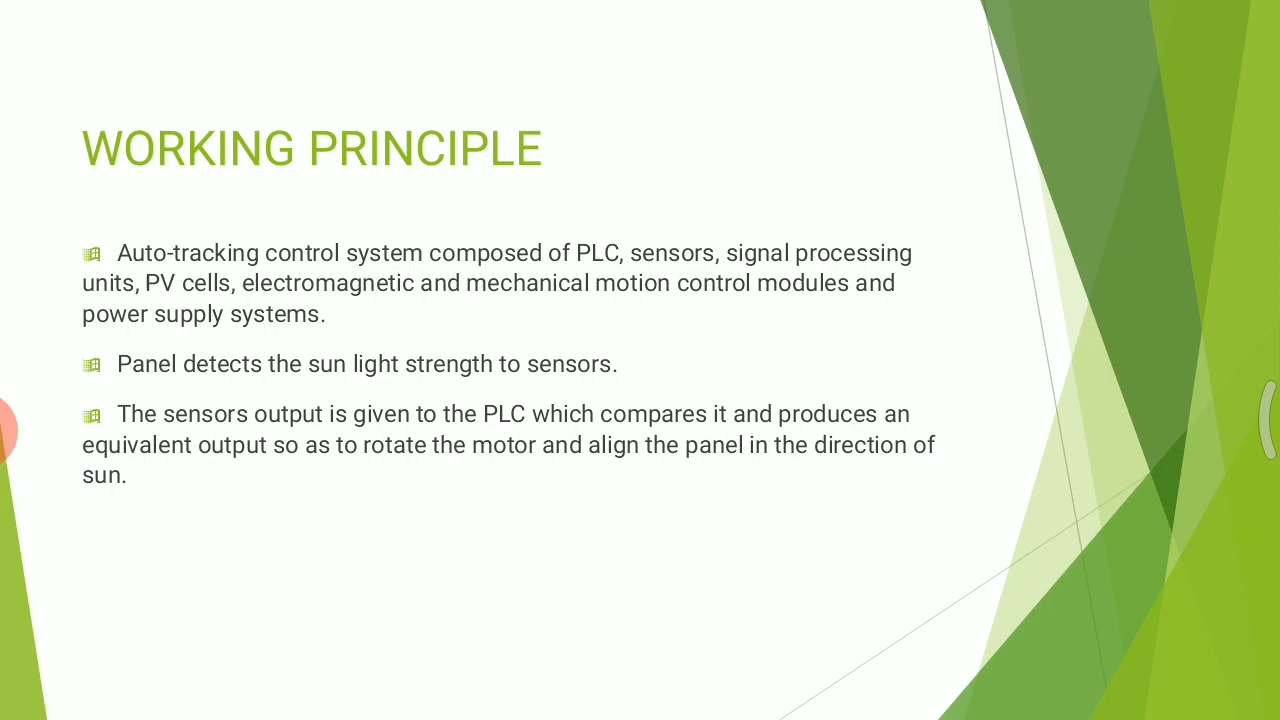 WORKING PRINCIPLE
Auto-tracking control system composed of PLC, sensors, signal processing
units, PV cells, electromagnetic and mechanical motion control modules and
power supply systems.
Panel detects the sun light strength to sensors.
The sensors output is given to the PLC which compares it and produces an
equivalent output so as to rotate the motor and align the panel in the direction of
sun.